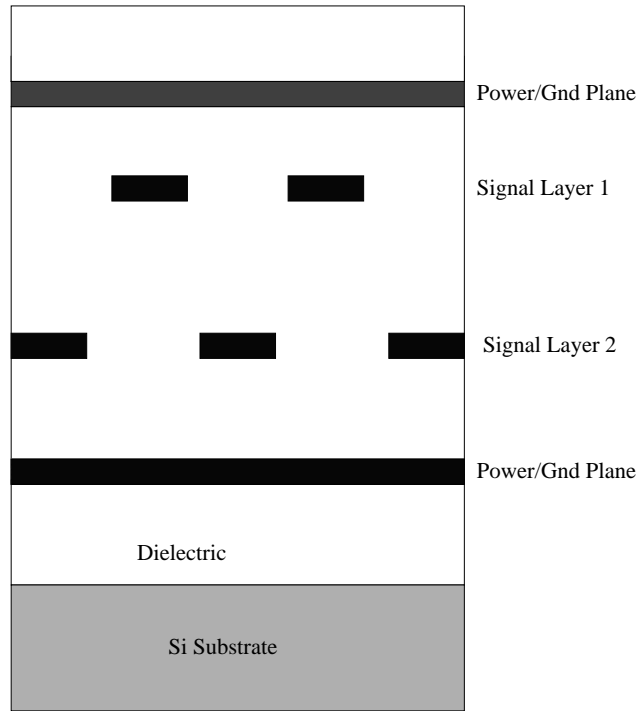 Power/Gnd Plane
Signal Layer 1
Signal Layer 2
Power/Gnd Plane
Dielectric
Si Substrate